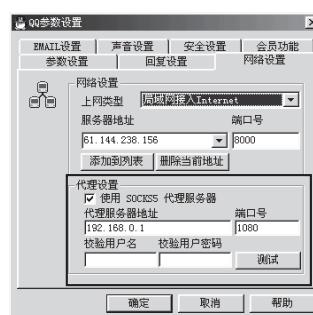 QQ参数设置
EMAIL设置 声音设置 安全设置 会员功能
参数设置 回复设置 网络设置
网络设置
上网类型 局域网接入Internet
服务器地址 端口号
61.144.238.156 8000
添加到列表 删除当前地址
代理设置
使用 SOCKS5 代理服务器
代理服务器地址 端口号
192.168.0.1 1080
校验用户名 校验用户密码
测试
确定 取消 帮助